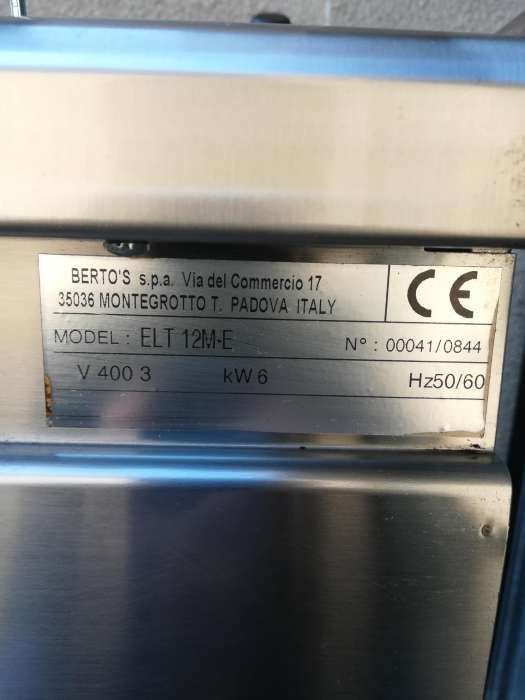 BERTO'S s.p.a. Via del Commercio 17
35036 MONTEGROTTO T. PADOVA ITALY
CE
MODEL : ELT 12M-E N° : 00041/0844
V 400 3 kW 6 Hz50/60